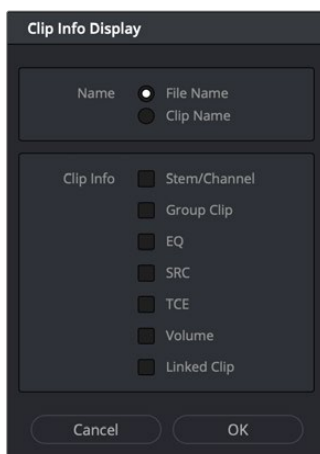 Clip Info Display
Name File Name
Clip Name
Clip Info Stem/Channel
Group Clip
EQ
SRC
TCE
Volume
Linked Clip
Cancel OK